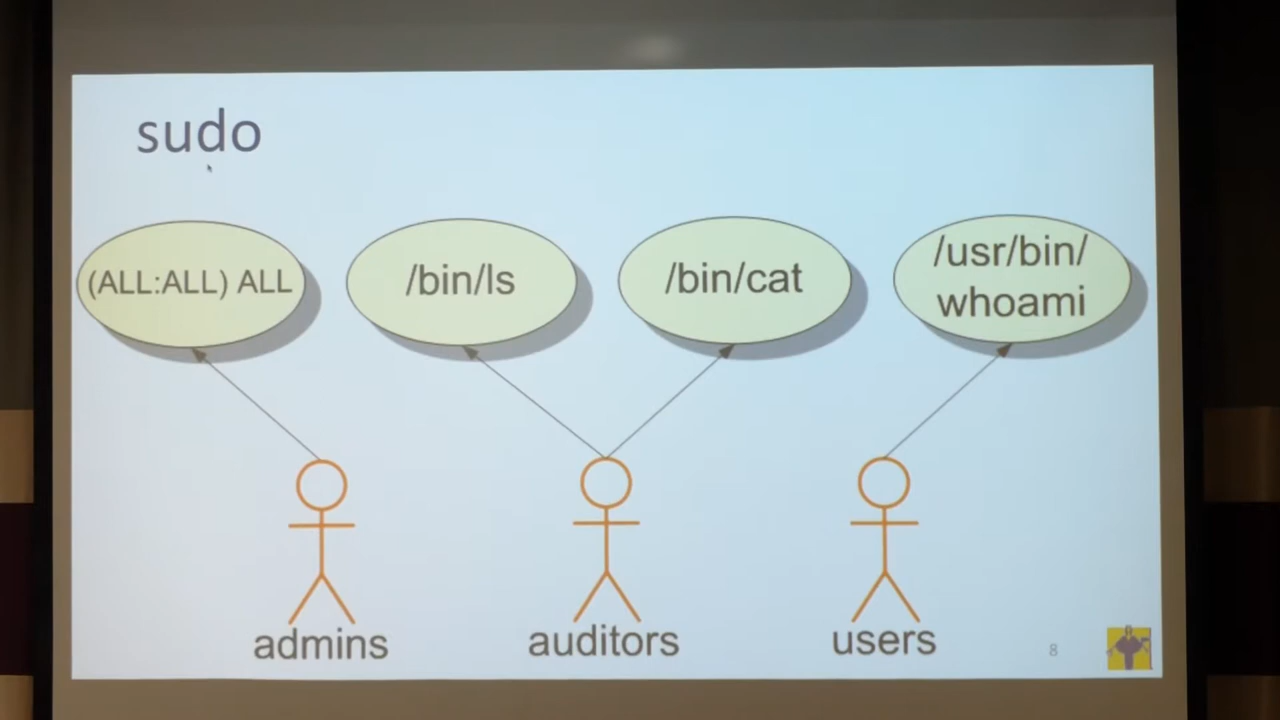 sudo
(ALL:ALL) ALL
/bin/ls
/bin/cat
/usr/bin/
whoami
admins
auditors
users
8